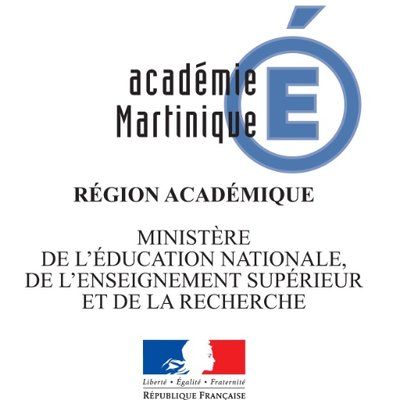 académie
Martinique
É
RÉGION ACADÉMIQUE
MINISTÈRE
DE L'ÉDUCATION NATIONALE,
DE L'ENSEIGNEMENT SUPÉRIEUR
ET DE LA RECHERCHE
Liberté • Égalité • Fraternité
RÉPUBLIQUE FRANÇAISE